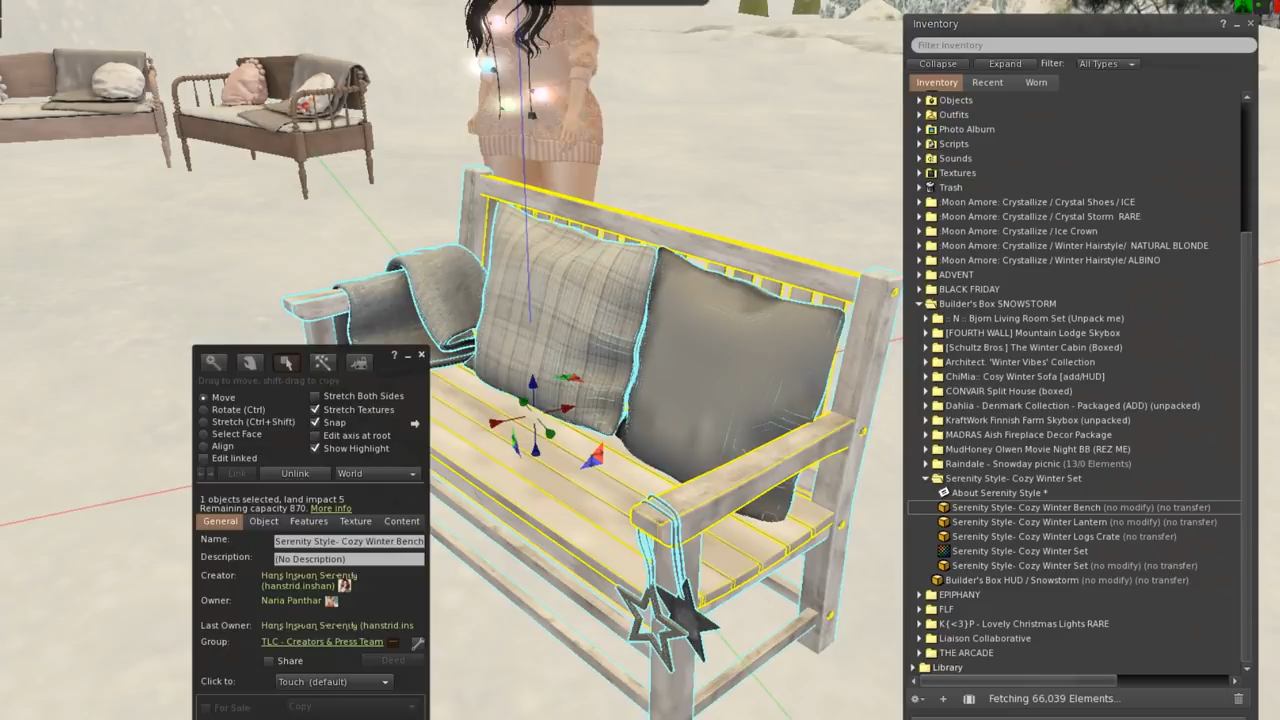 Inventory
?
Filter Inventory
Collapse
Expand
Filter:
All Types
Inventory
Recent
Worn
Objects
Outfits
Photo Album
Scripts
Sounds
Textures
Trash
:Moon Amore: Crystallize / Crystal Shoes / ICE
:Moon Amore: Crystallize / Crystal Storm  RARE
:Moon Amore: Crystallize / Ice Crown
:Moon Amore: Crystallize / Winter Hairstyle/  NATURAL BLONDE
:Moon Amore: Crystallize / Winter Hairstyle/ ALBINO
ADVENT
BLACK FRIDAY
Builder's Box SNOWSTORM
:: N :: Bjorn Living Room Set (Unpack me)
[FOURTH WALL] Mountain Lodge Skybox
[Schultz Bros.] The Winter Cabin (Boxed)
Architect. 'Winter Vibes' Collection
ChiMia:: Cosy Winter Sofa [add/HUD]
CONVAIR Split House (boxed)
Dahlia - Denmark Collection - Packaged (ADD) (unpacked)
KraftWork Finnish Farm Skybox (unpacked)
MADRAS Aish Fireplace Decor Package
MudHoney Olwen Movie Night BB (REZ ME)
Raindale - Snowday picnic (13/0 Elements)
Serenity Style- Cozy Winter Set
About Serenity Style *
Serenity Style- Cozy Winter Bench (no modify) (no transfer)
Serenity Style- Cozy Winter Lantern (no modify) (no transfer)
Serenity Style- Cozy Winter Logs Crate (no transfer)
Serenity Style- Cozy Winter Set
Serenity Style- Cozy Winter Set (no modify) (no transfer)
Builder's Box HUD / Snowstorm (no modify) (no transfer)
EPIPHANY
FLF
K{<3}P - Lovely Christmas Lights RARE
Liaison Collaborative
THE ARCADE
Library
Fetching 66,039 Elements...
?
Drag to move, shift-drag to copy
Move
Rotate (Ctrl)
Stretch (Ctrl+Shift)
Select Face
Align
Edit linked
Stretch Both Sides
Stretch Textures
Snap
Edit axis at root
Show Highlight
Link
Unlink
World
1 objects selected, land impact 5
Remaining capacity 870. More info
General
Object
Features
Texture
Content
Name:
Serenity Style- Cozy Winter Bench
Description:
(No Description)
Creator:
(hanstrid.inshan)
Owner:
Naria Panthar
Last Owner:
(hanstrid.ins
Group:
TLC - Creators & Press Team
Share
Deed
Click to:
Touch  (default)
For Sale
Copy